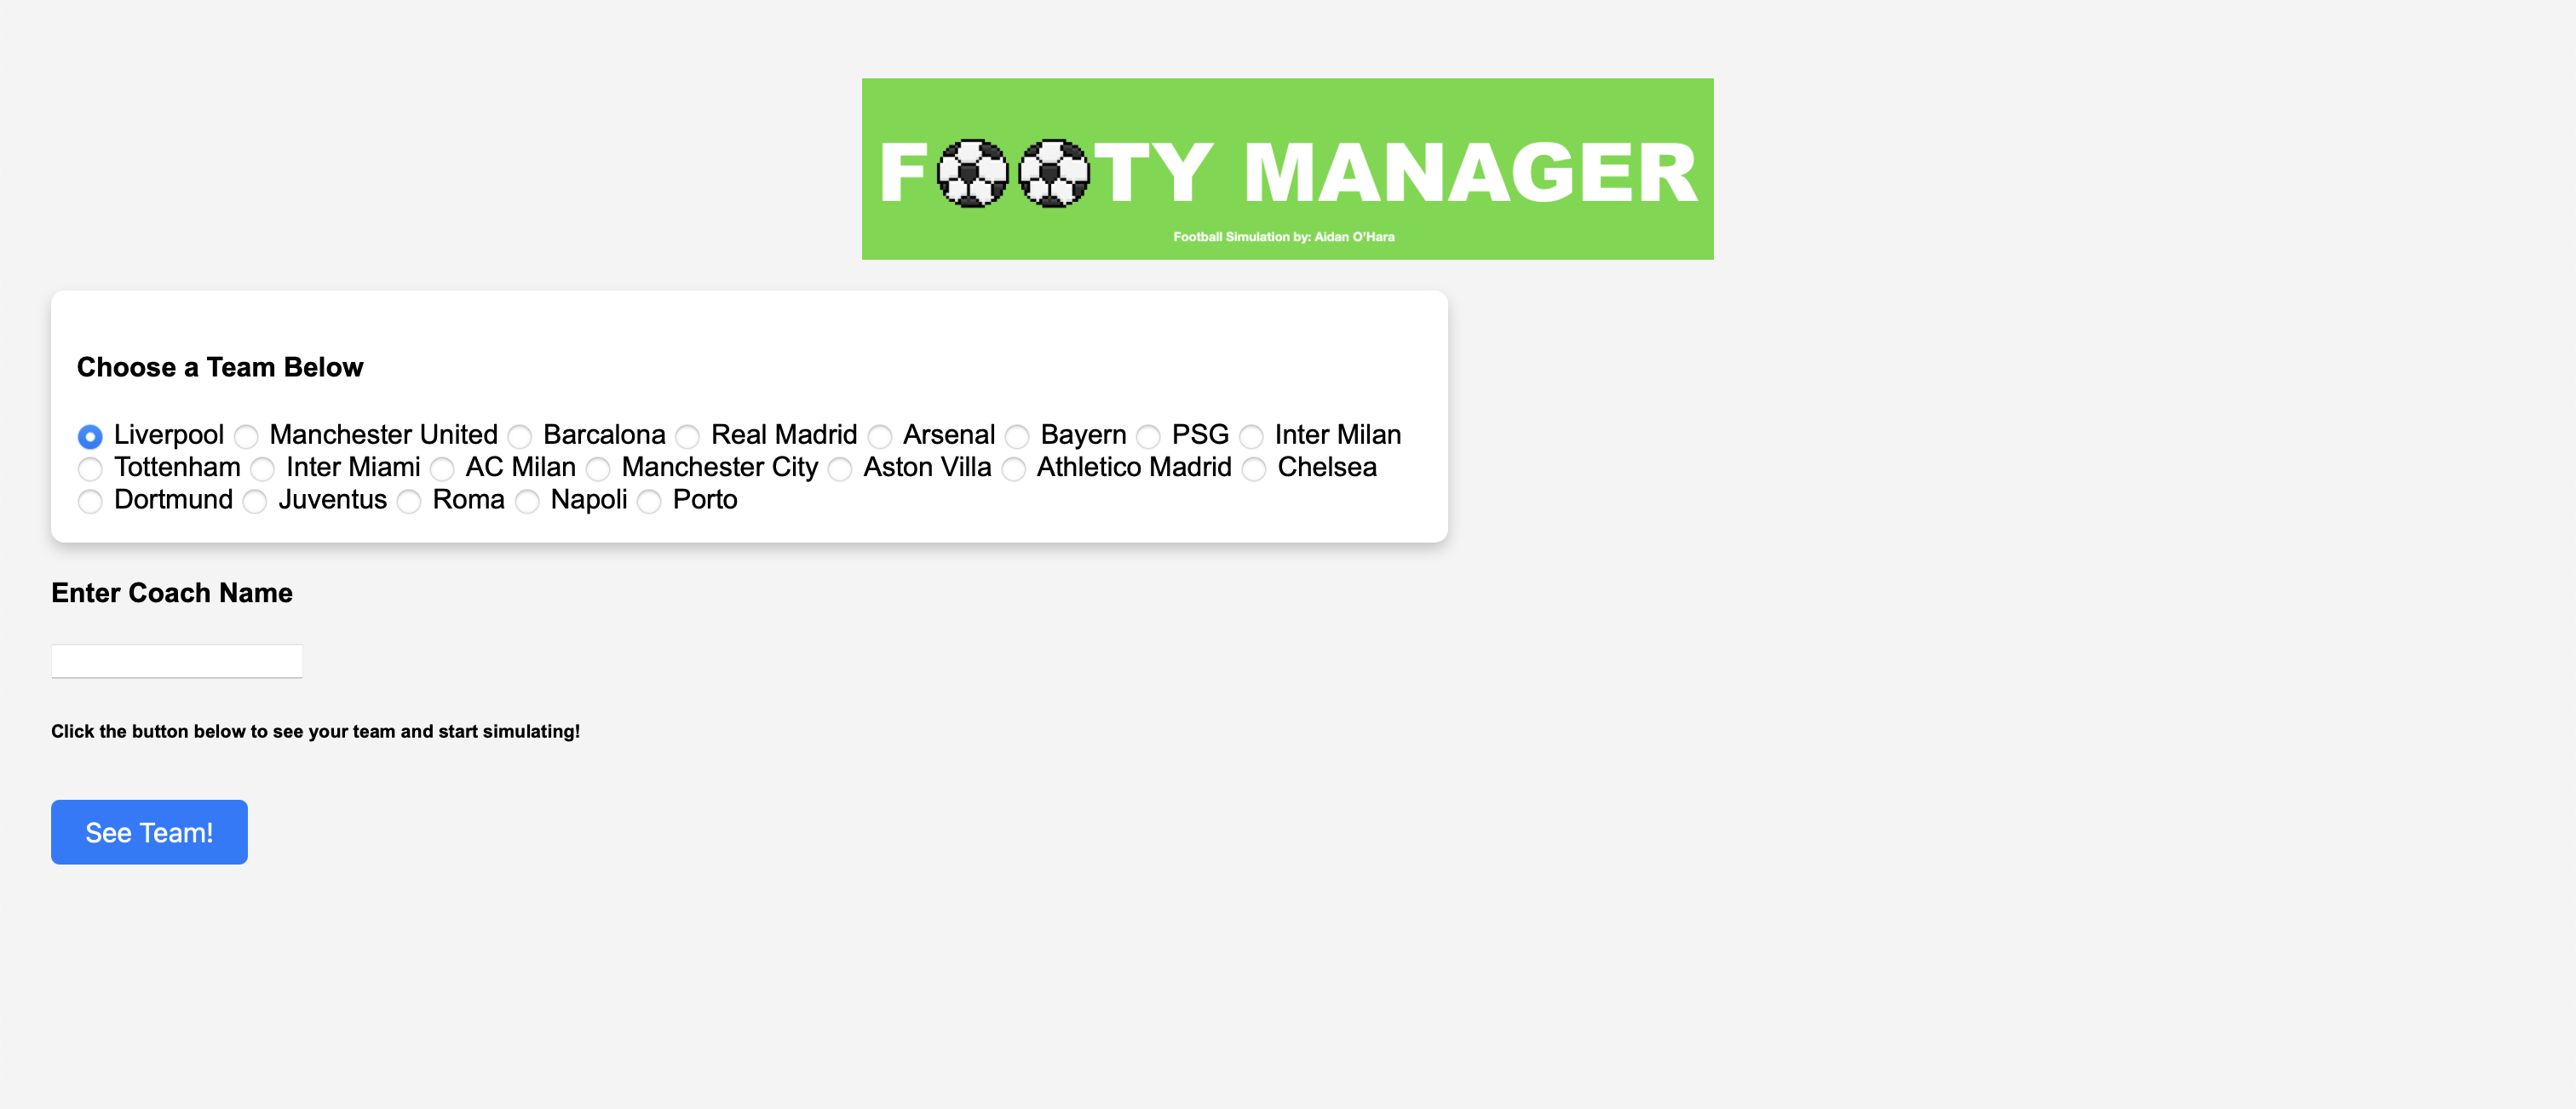 F⚽⚽TY MANAGER
Football Simulation by: Aidan O'Hara
Choose a Team Below
Liverpool Manchester United Barcalona Real Madrid Arsenal Bayern PSG Inter Milan
Tottenham Inter Miami AC Milan Manchester City Aston Villa Athletico Madrid Chelsea
Dortmund Juventus Roma Napoli Porto
Enter Coach Name
Click the button below to see your team and start simulating!
See Team!